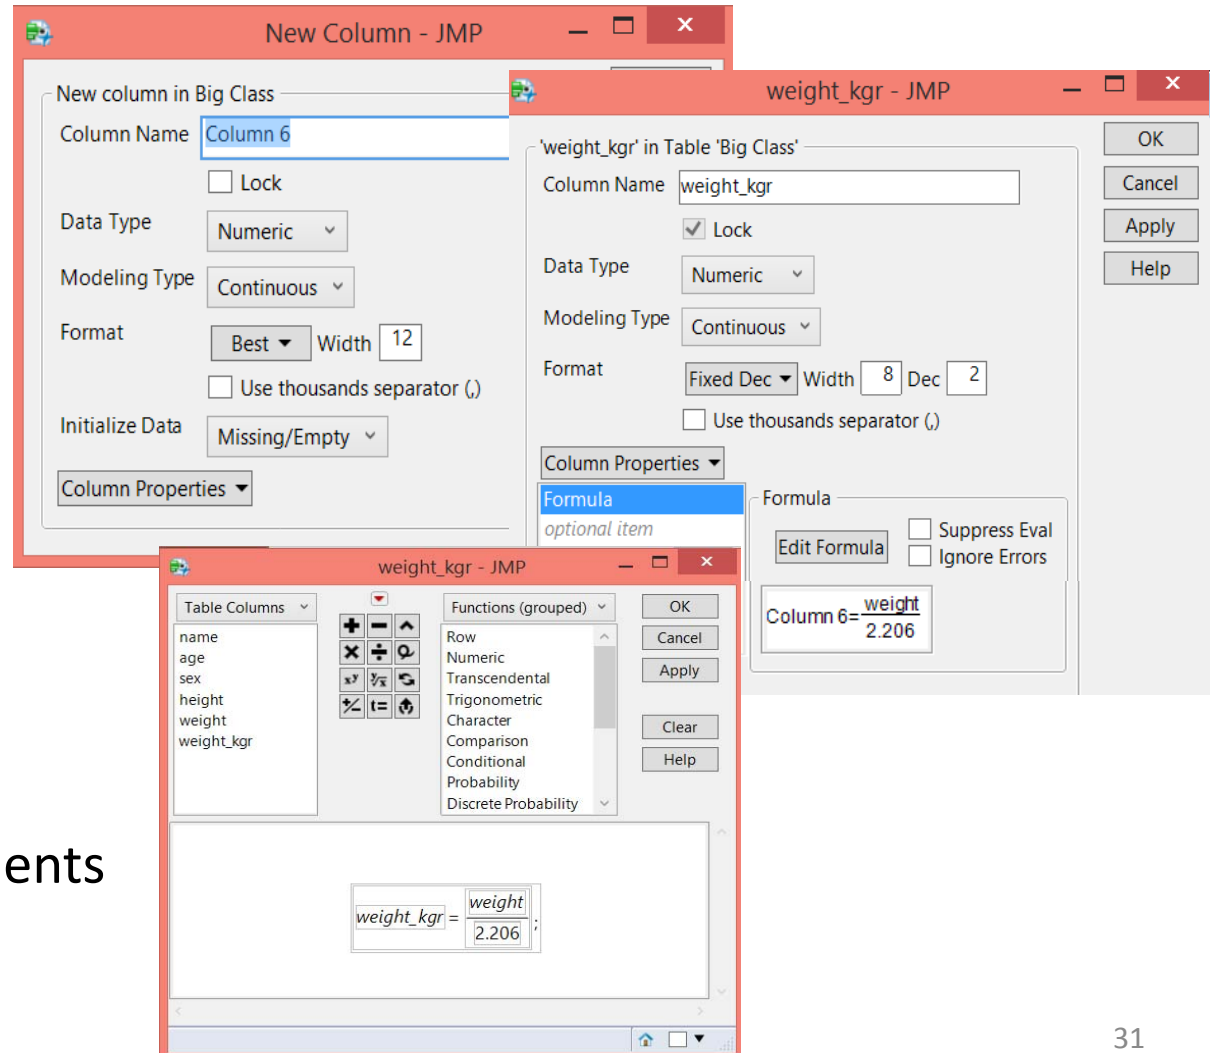 New Column - JMP
New column in Big Class
Column Name Column 6
Lock
Data Type Numeric
Modeling Type Continuous
Format Best Width 12
Use thousands separator (,)
Initialize Data Missing/Empty
Column Properties
weight_kgr - JMP
'weight_kgr' in Table 'Big Class'
Column Name weight_kgr
Lock
Data Type Numeric
Modeling Type Continuous
Format Fixed Dec Width 8 Dec 2
Use thousands separator (,)
Column Properties
Formula
optional item
OK
Cancel
Apply
Help
Formula
Edit Formula
Suppress Eval
Ignore Errors
Column 6=weight
2.206
weight_kgr - JMP
Table Columns
name
age
sex
height
weight
weight_kgr
Functions (grouped)
Row
Numeric
Transcendental
Trigonometric
Character
Comparison
Conditional
Probability
Discrete Probability
OK
Cancel
Apply
Clear
Help
weight_kgr = weight
2.206 ;
ents
31